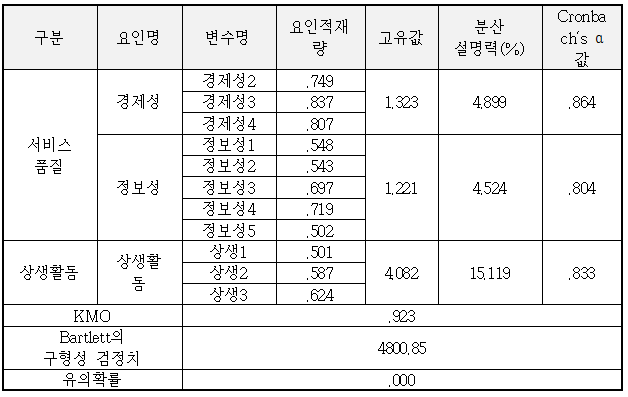 구분 요인명 변수명 요인적재량 고유값 분산 설명력(%) Cronbach's α 값
서비스 품질 경제성 경제성2 .749 1,323 4,899 .864
경제성3 .837
경제성4 .807
정보성 정보성1 .548 1,221 4,524 .804
정보성2 .543
정보성3 .697
정보성4 .719
정보성5 .502
상생활동 상생활동 상생1 .501 4,082 15,119 .833
상생2 .587
상생3 .624
KMO .923
Bartlett의 구형성 검정치 4800.85
유의확률 .000